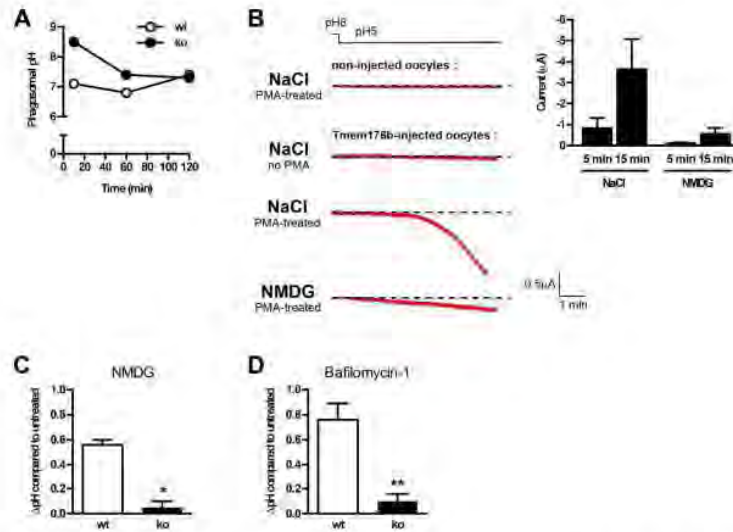 A
wt
ko
Phagosomal pH
9
8
7
6
0
0 20 40 60 80 100 120
Time (min)
B
pH8
pH5
non-injected oocytes :
NaCl
PMA-treated
Tmem176b-injected oocytes :
NaCl
no PMA
NaCl
PMA-treated
NMDG
PMA-treated
0.5µA
1 min
Current (µA)
-5
-4
-3
-2
-1
0
5 min 15 min 5 min 15 min
NaCl NMDG
C
NMDG
ΔpH compared to untreated
1.0
0.8
0.6
0.4
0.2
0.0
*
wt ko
D
Bafilomycin-1
ΔpH compared to untreated
1.0
0.8
0.6
0.4
0.2
0.0
**
wt ko